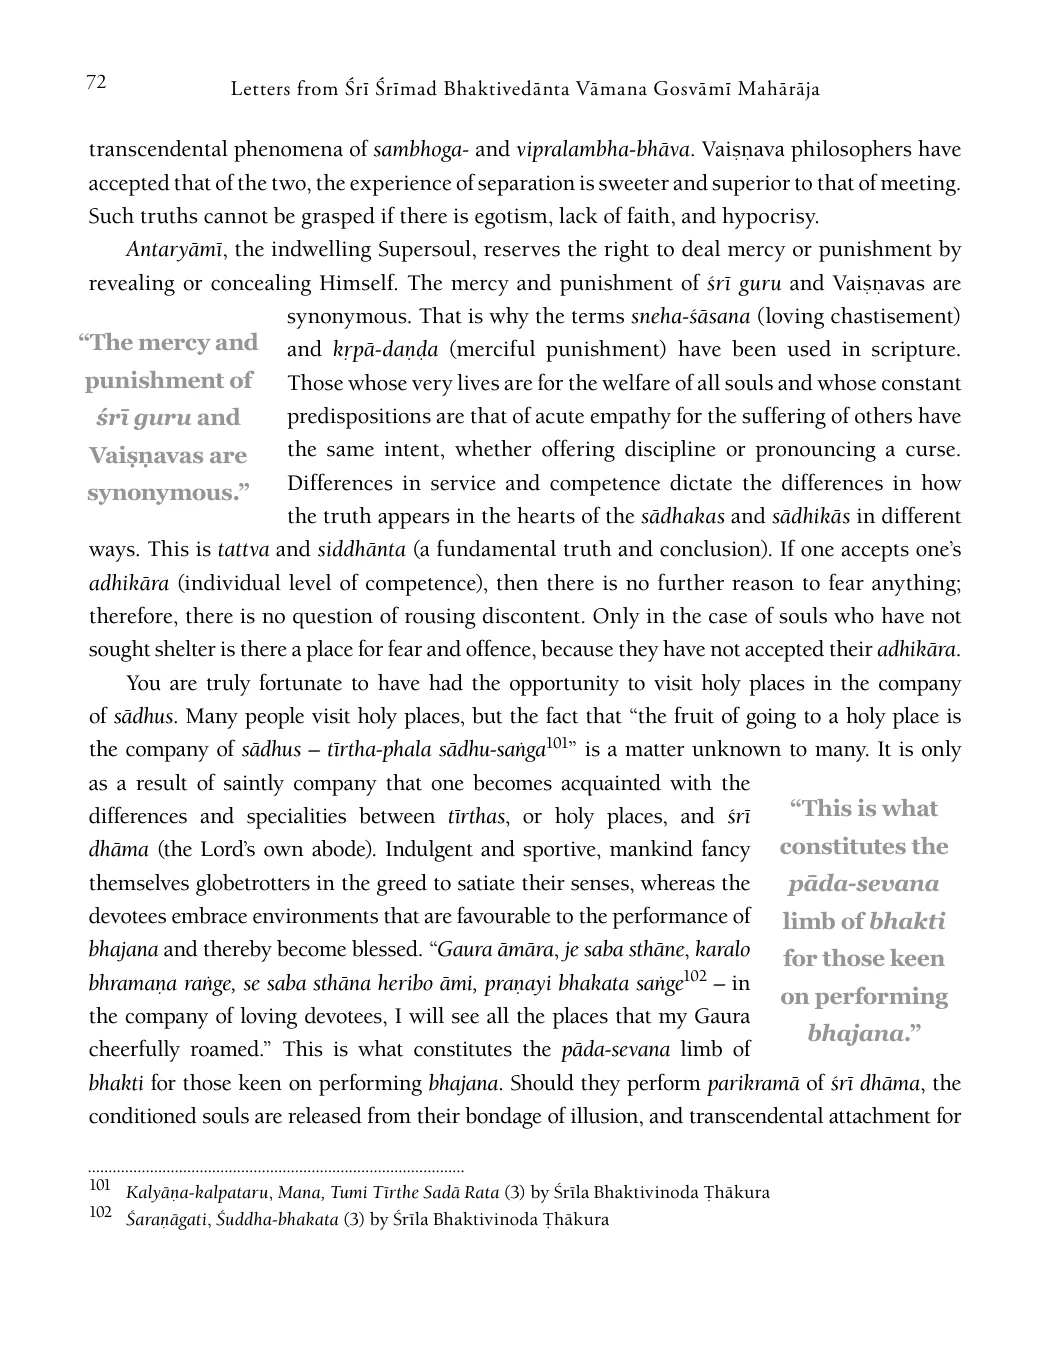 72
Letters from Śrī Śrīmad Bhaktivedānta Vāmana Gosvāmī Mahārāja
transcendental phenomena of sambhoga- and vipralambha-bhāva. Vaiṣṇava philosophers have
accepted that of the two, the experience of separation is sweeter and superior to that of meeting.
Such truths cannot be grasped if there is egotism, lack of faith, and hypocrisy.
Antaryāmī, the indwelling Supersoul, reserves the right to deal mercy or punishment by
revealing or concealing Himself. The mercy and punishment of śrī guru and Vaiṣṇavas are
synonymous. That is why the terms sneha-śāsana (loving chastisement)
and kṛpā-daṇḍa (merciful punishment) have been used in scripture.
Those whose very lives are for the welfare of all souls and whose constant
predispositions are that of acute empathy for the suffering of others have
the same intent, whether offering discipline or pronouncing a curse.
Differences in service and competence dictate the differences in how
the truth appears in the hearts of the sādhakas and sādhikās in different
“The mercy and
punishment of
śrī guru and
Vaiṣṇavas are
synonymous.”
ways. This is tattva and siddhānta (a fundamental truth and conclusion). If one accepts one’s
adhikāra (individual level of competence), then there is no further reason to fear anything;
therefore, there is no question of rousing discontent. Only in the case of souls who have not
sought shelter is there a place for fear and offence, because they have not accepted their adhikāra.
You are truly fortunate to have had the opportunity to visit holy places in the company
of sādhus. Many people visit holy places, but the fact that “the fruit of going to a holy place is
the company of sādhus – tīrtha-phala sādhu-saṅga101” is a matter unknown to many. It is only
as a result of saintly company that one becomes acquainted with the
differences and specialities between tīrthas, or holy places, and śrī
dhāma (the Lord’s own abode). Indulgent and sportive, mankind fancy
themselves globetrotters in the greed to satiate their senses, whereas the
devotees embrace environments that are favourable to the performance of
bhajana and thereby become blessed. “Gaura āmāra, je saba sthāne, karalo
bhramaṇa raṅge, se saba sthāna heribo āmi, praṇayi bhakata saṅge102 – in
the company of loving devotees, I will see all the places that my Gaura
cheerfully roamed.” This is what constitutes the pāda-sevana limb of
“This is what
constitutes the
pāda-sevana
limb of bhakti
for those keen
on performing
bhajana.”
bhakti for those keen on performing bhajana. Should they perform parikramā of śrī dhāma, the
conditioned souls are released from their bondage of illusion, and transcendental attachment for
101 Kalyāṇa-kalpataru, Mana, Tumi Tīrthe Sadā Rata (3) by Śrīla Bhaktivinoda Ṭhākura
102 Śaraṇāgati, Śuddha-bhakata (3) by Śrīla Bhaktivinoda Ṭhākura